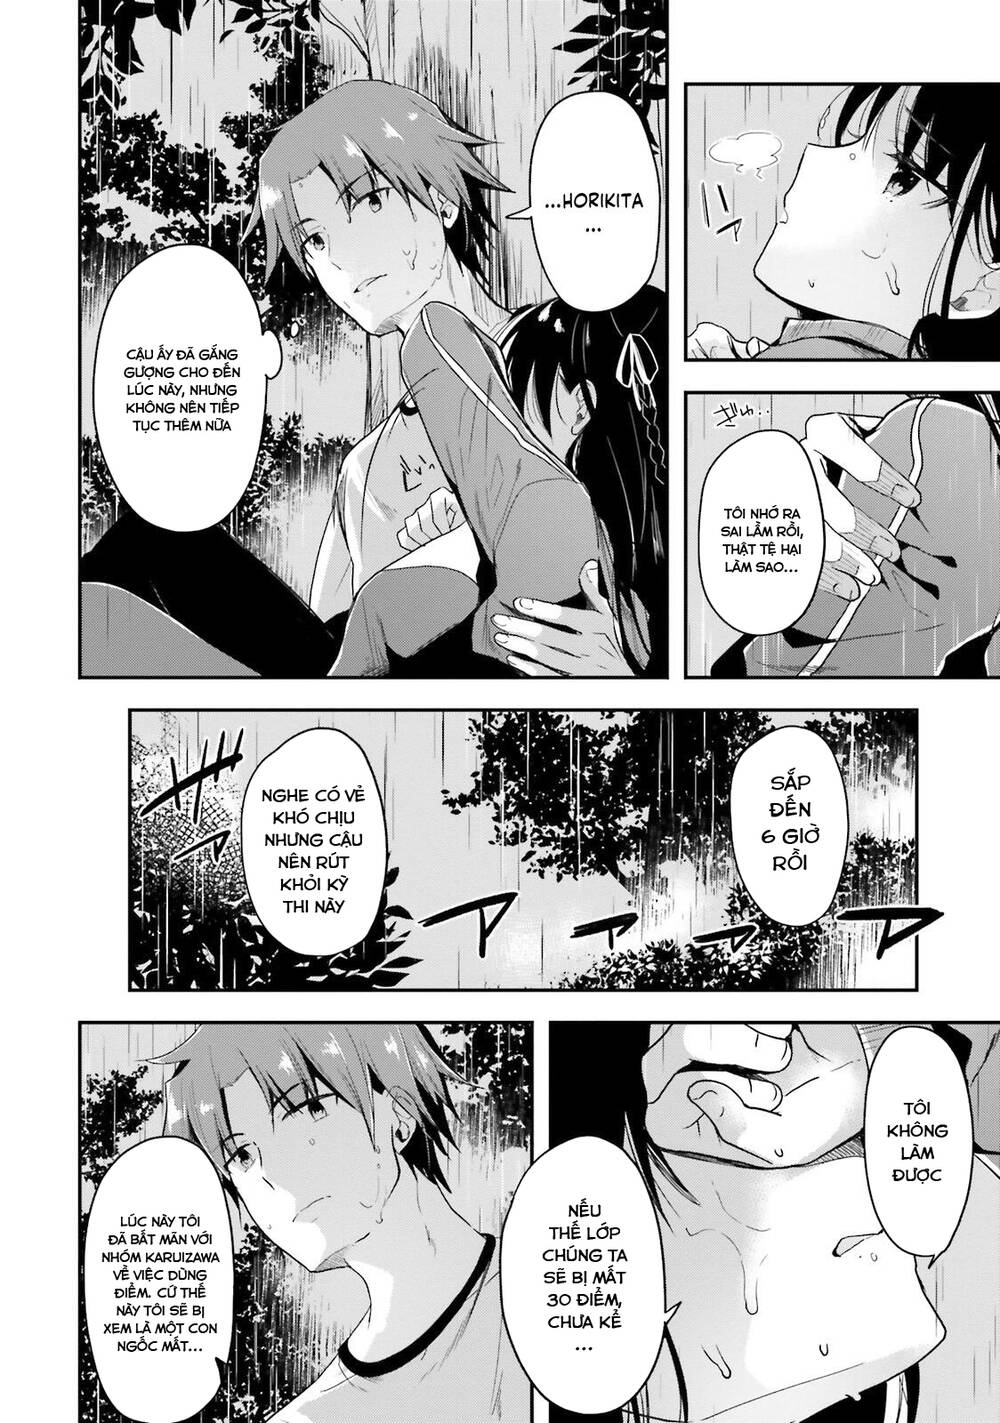 ...HORIKITA
...
CẬU ẤY ĐÃ GẮNG
GƯỢNG CHO ĐẾN
LÚC NÀY, NHƯNG
KHÔNG NÊN TIẾP
TỤC THÊM NỮA
TÔI NHỚ RA
SAI LẦM RỒI,
THẬT TỆ HẠI
LÀM SAO...
NGHE CÓ VẺ
KHÓ CHỊU
NHƯNG CẬU
NÊN RÚT
KHỎI KỲ
THI NÀY
SẮP
ĐẾN
6 GIỜ
RỒI
LÚC NÀY TÔI
ĐÃ BẤT MÃN VỚI
NHÓM KARUIZAWA
VỀ VIỆC DÙNG
ĐIỂM. CỨ THẾ
NÀY TÔI SẼ BỊ
XEM LÀ MỘT CON
NGỐC MẤT...
NẾU
THẾ LỚP
CHÚNG TA
SẼ BỊ MẤT
30 ĐIỂM,
CHƯA KỂ
...
TÔI
KHÔNG
LÀM
ĐƯỢC